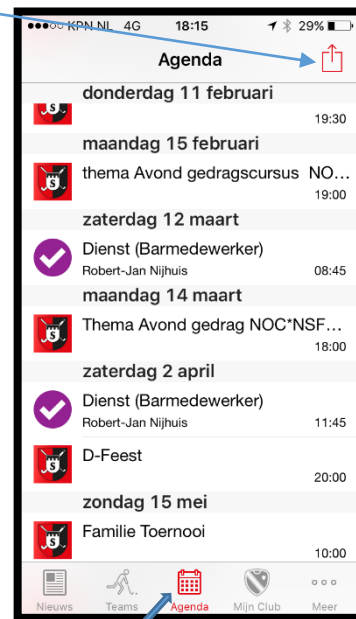 KPN NL 4G 18:15 29%
Agenda
donderdag 11 februari
19:30
maandag 15 februari
thema Avond gedragscursus NO...
19:00
zaterdag 12 maart
Dienst (Barmedewerker)
Robert-Jan Nijhuis 08:45
maandag 14 maart
Thema Avond gedrag NOC*NSF...
18:00
zaterdag 2 april
Dienst (Barmedewerker)
Robert-Jan Nijhuis 11:45
D-Feest
20:00
zondag 15 mei
Familie Toernooi
10:00
Nieuws Teams Agenda Mijn Club Meer